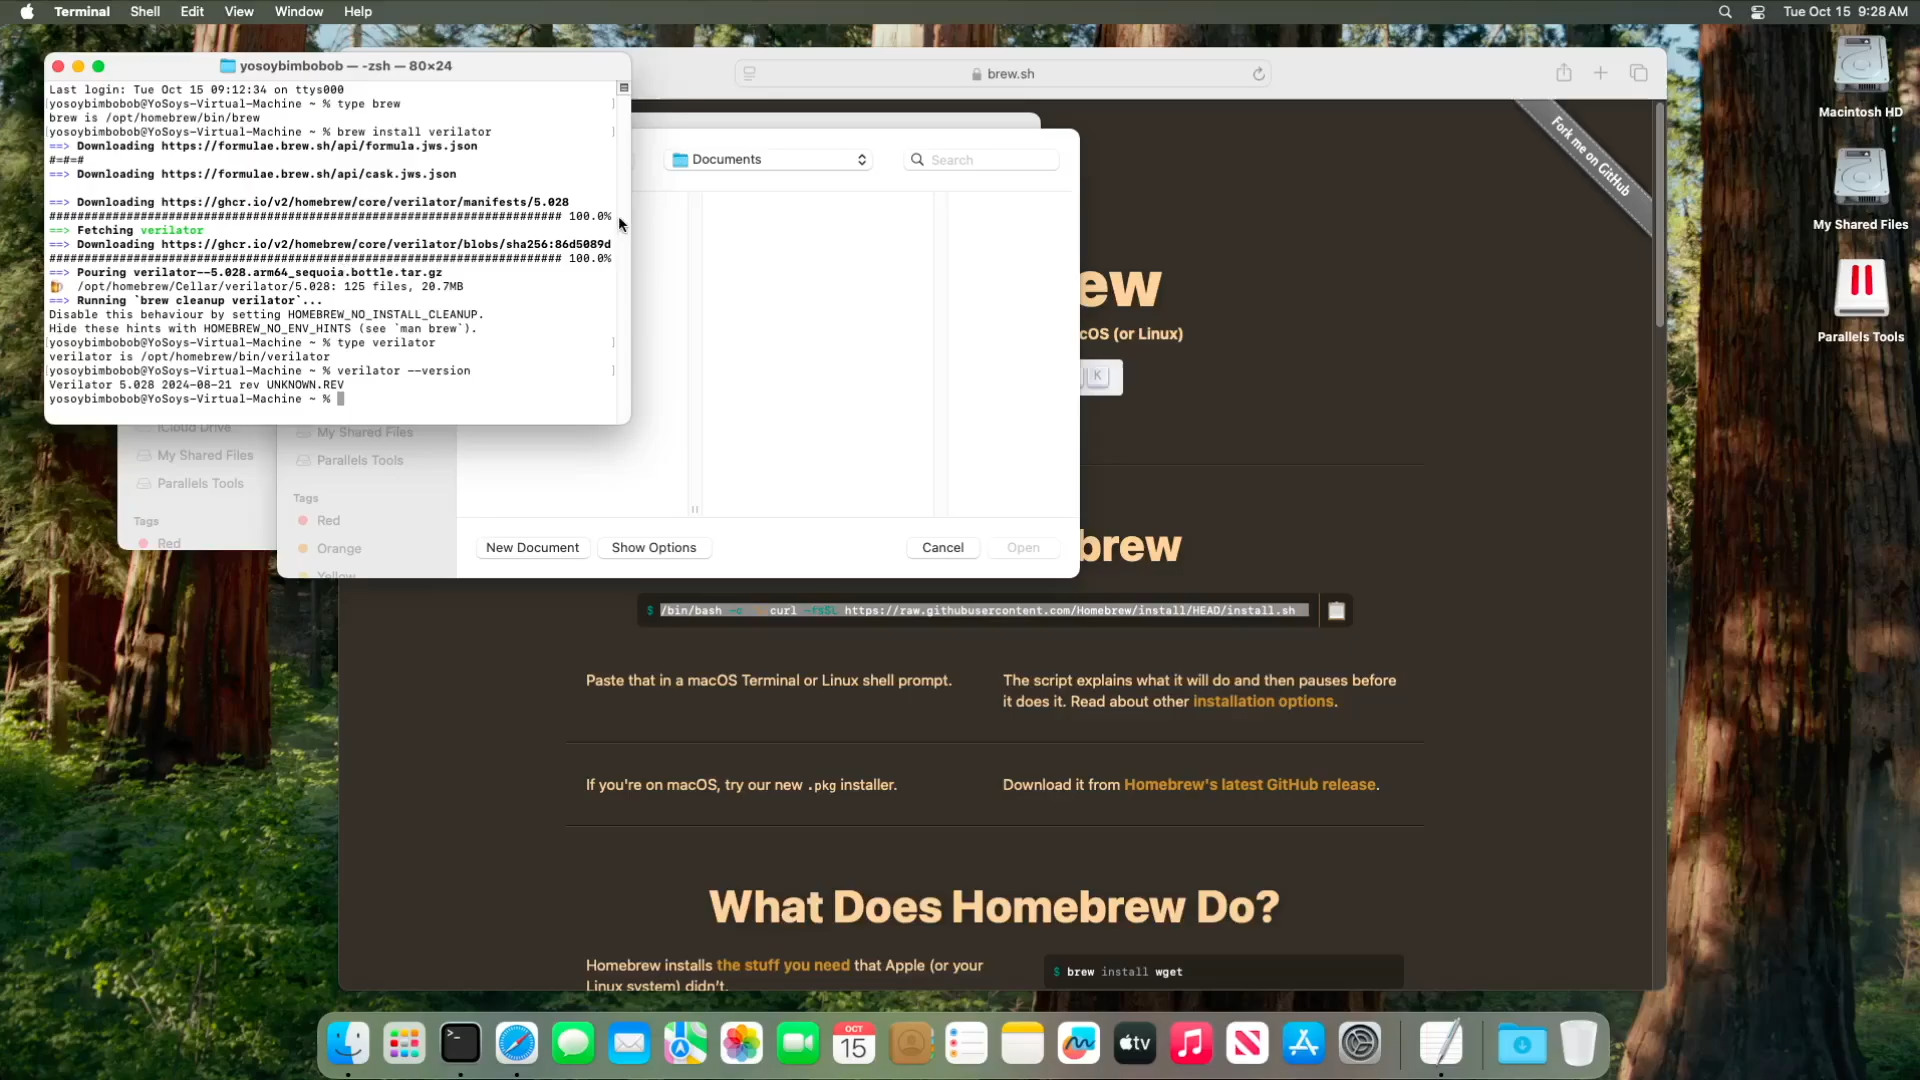 Terminal Shell Edit View Window Help
Tue Oct 15 9:28 AM
yosoybimbobob — -zsh — 80×24
Last login: Tue Oct 15 09:12:34 on ttys000
[yosoybimbobob@YoSoys-Virtual-Machine ~ % type brew ]
brew is /opt/homebrew/bin/brew
[yosoybimbobob@YoSoys-Virtual-Machine ~ % brew install verilator ]
==> Downloading https://formulae.brew.sh/api/formula.jws.json
#=#=#
==> Downloading https://formulae.brew.sh/api/cask.jws.json
==> Downloading https://ghcr.io/v2/homebrew/core/verilator/manifests/5.028
######################################################################### 100.0%
==> Fetching verilator
==> Downloading https://ghcr.io/v2/homebrew/core/verilator/blobs/sha256:86d5089d
######################################################################### 100.0%
==> Pouring verilator--5.028.arm64_sequoia.bottle.tar.gz
🍺 /opt/homebrew/Cellar/verilator/5.028: 125 files, 20.7MB
==> Running `brew cleanup verilator`...
Disable this behaviour by setting HOMEBREW_NO_INSTALL_CLEANUP.
Hide these hints with HOMEBREW_NO_ENV_HINTS (see `man brew`).
[yosoybimbobob@YoSoys-Virtual-Machine ~ % type verilator ]
verilator is /opt/homebrew/bin/verilator
[yosoybimbobob@YoSoys-Virtual-Machine ~ % verilator --version ]
Verilator 5.028 2024-08-21 rev UNKNOWN.REV
yosoybimbobob@YoSoys-Virtual-Machine ~ %
iCloud Drive
My Shared Files
Parallels Tools
Tags
Red
My Shared Files
Parallels Tools
Tags
Red
Orange
Yellow
Documents
Search
New Document
Show Options
Cancel
Open
brew.sh
Fork me on GitHub
ew
cOS (or Linux)
K
brew
$ /bin/bash -c curl -fsSL https://raw.githubusercontent.com/Homebrew/install/HEAD/install.sh
Paste that in a macOS Terminal or Linux shell prompt.
The script explains what it will do and then pauses before
it does it. Read about other installation options.
If you're on macOS, try our new .pkg installer.
Download it from Homebrew's latest GitHub release.
What Does Homebrew Do?
Homebrew installs the stuff you need that Apple (or your
Linux system) didn't.
$ brew install wget
Macintosh HD
My Shared Files
Parallels Tools
OCT
15
tv